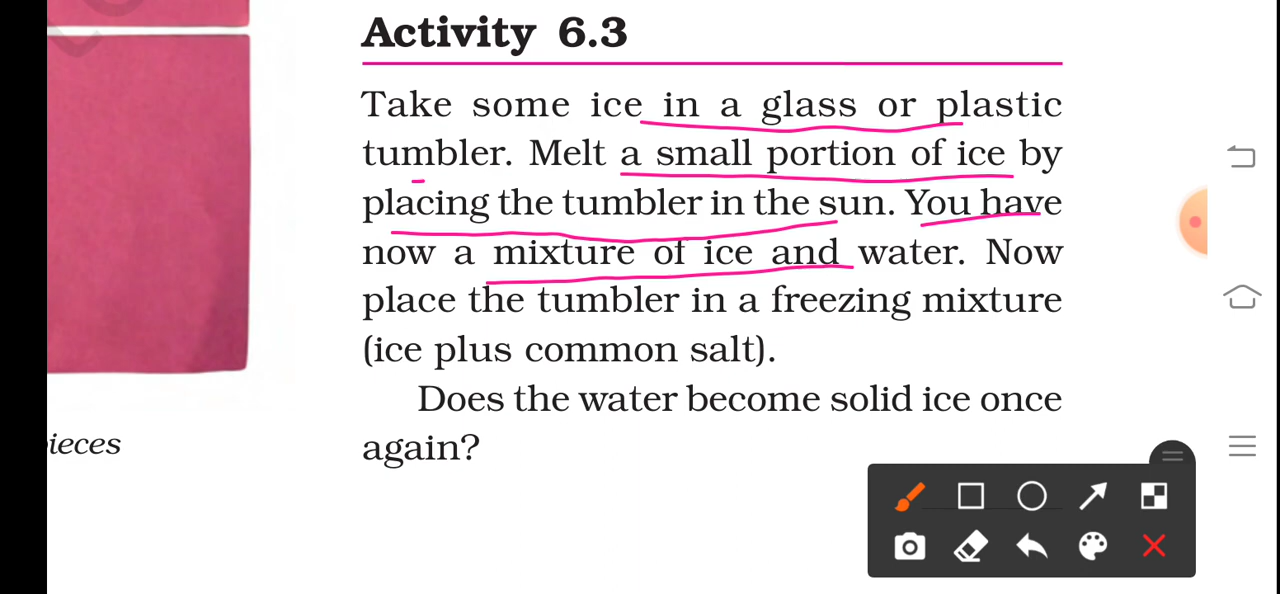 Activity 6.3
Take some ice in a glass or plastic
tumbler. Melt a small portion of ice by
placing the tumbler in the sun. You have
now a mixture of ice and water. Now
place the tumbler in a freezing mixture
(ice plus common salt).
Does the water become solid ice once
again?
ieces